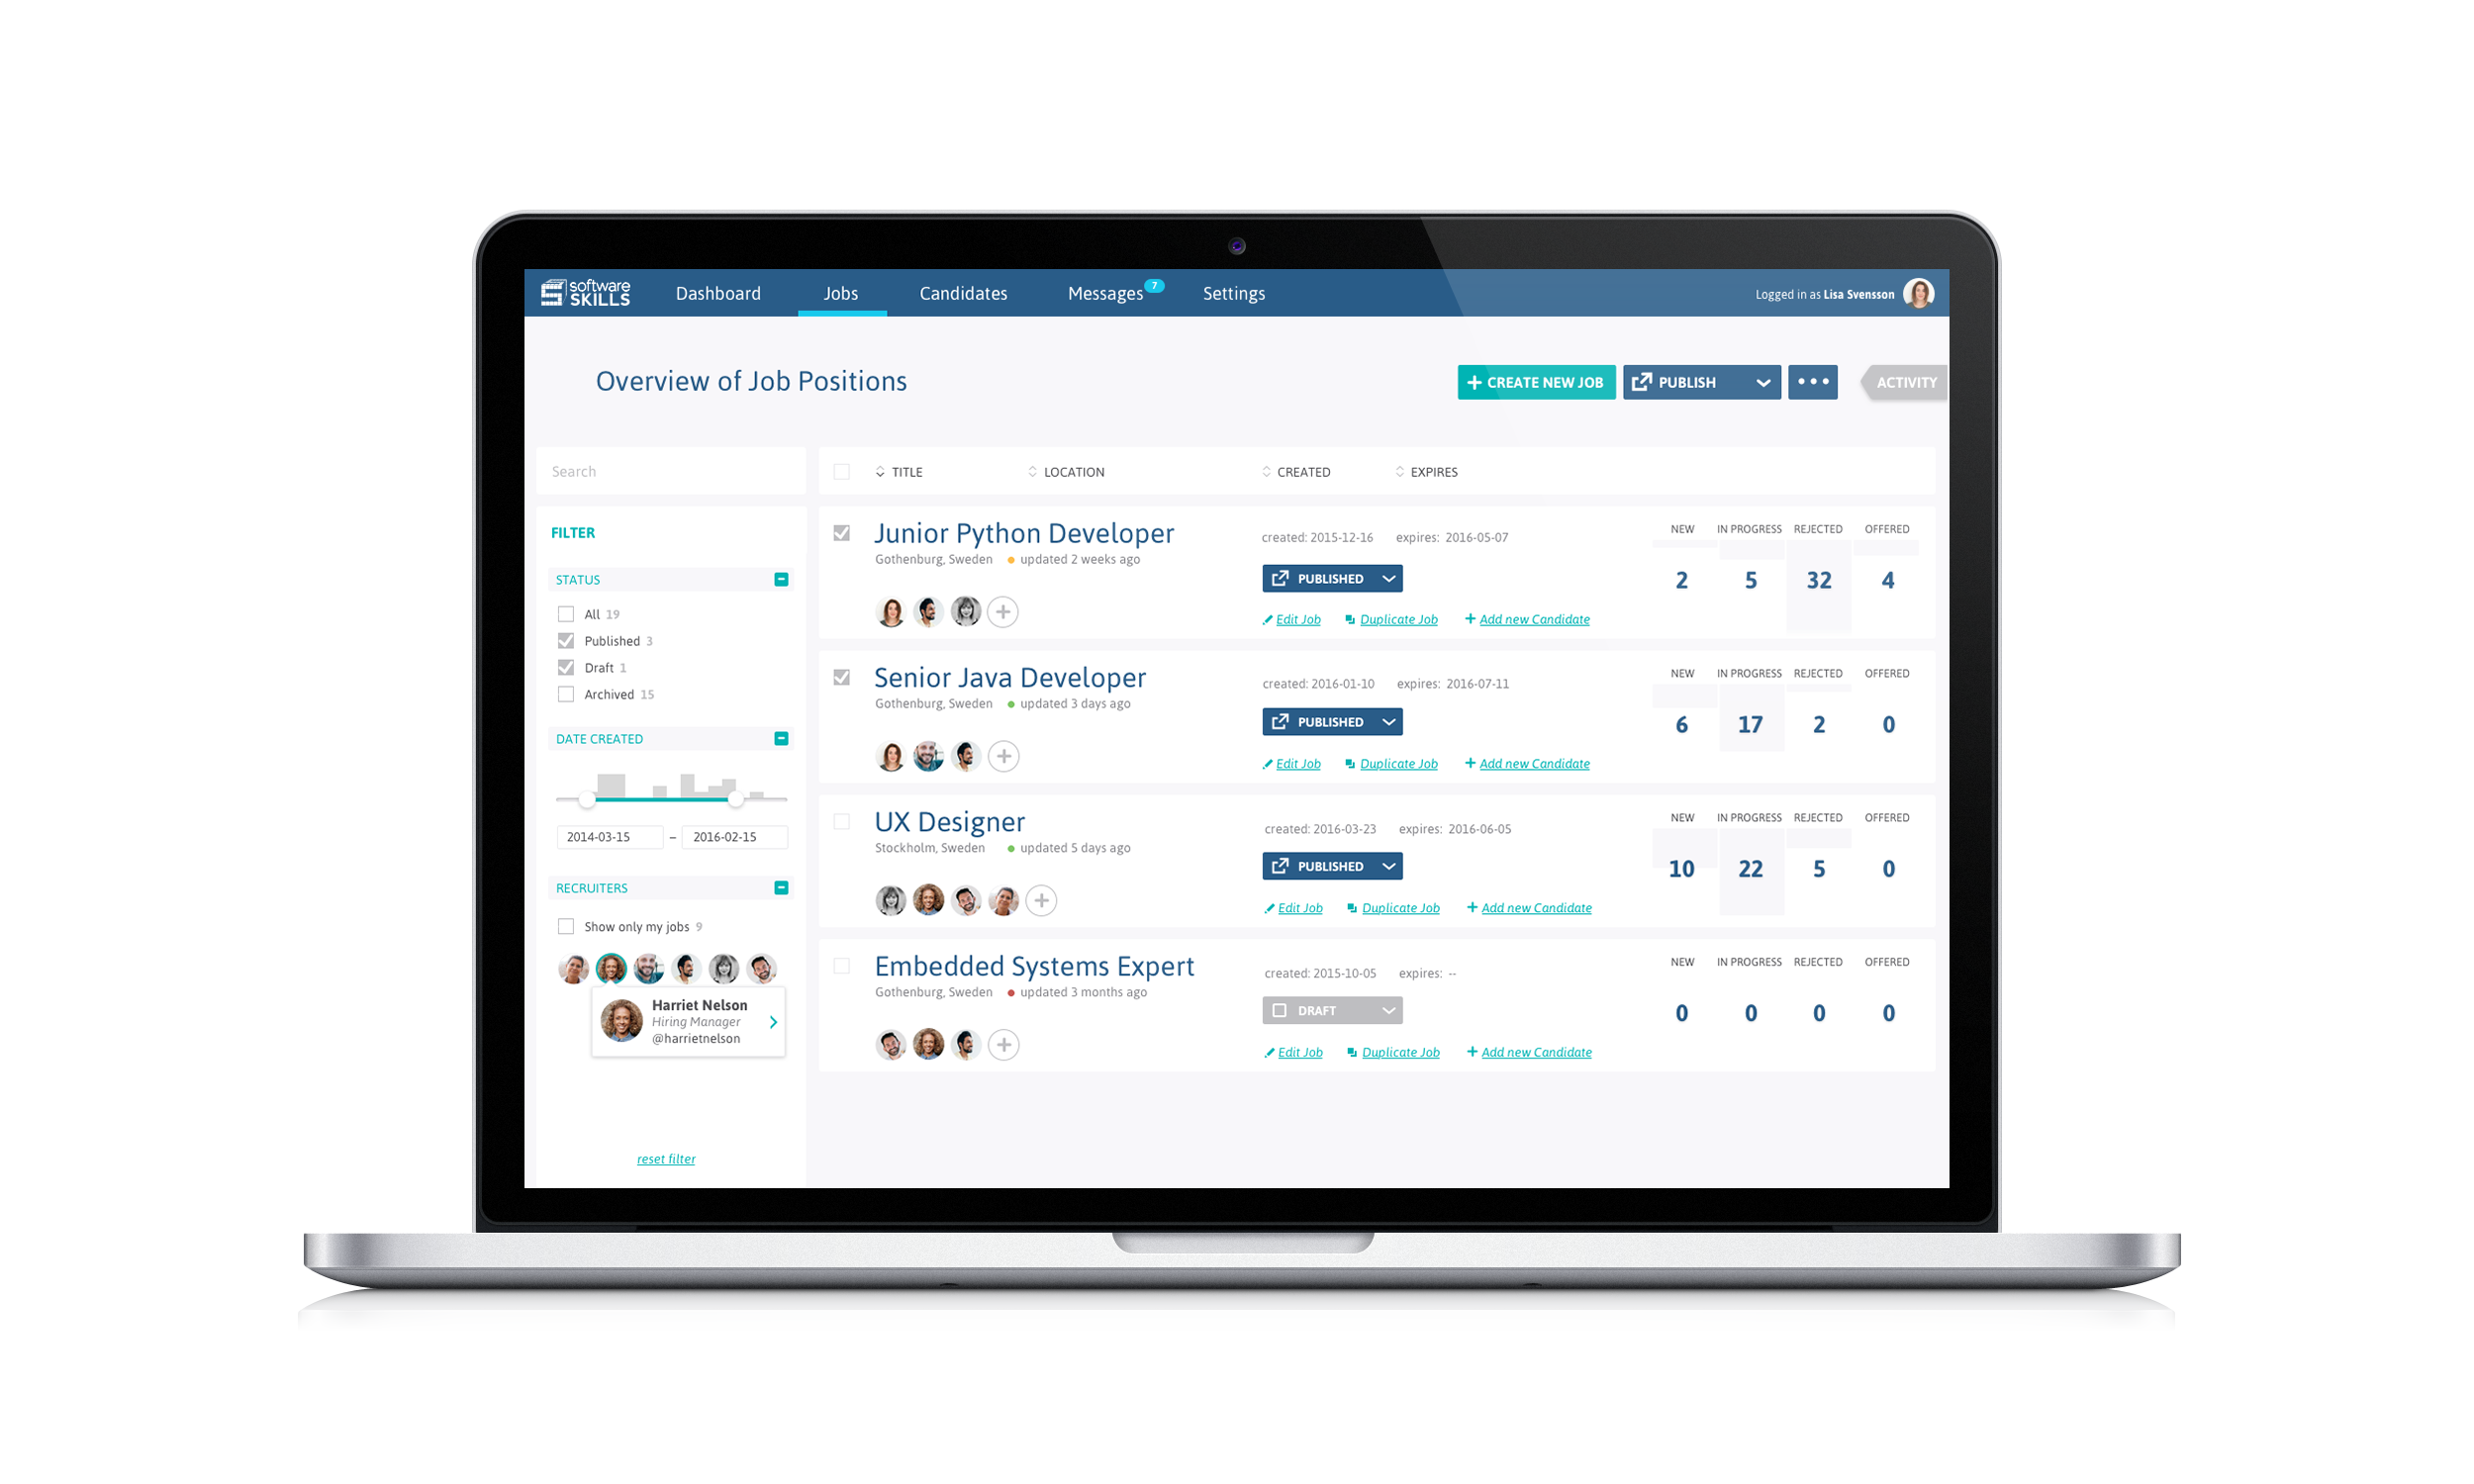 software
SKILLS
Dashboard
Jobs
Candidates
Messages
7
Settings
Logged in as Lisa Svensson
Overview of Job Positions
+ CREATE NEW JOB
PUBLISH
ACTIVITY
Search
TITLE
LOCATION
CREATED
EXPIRES
FILTER
STATUS
All 19
Published 3
Draft 1
Archived 15
DATE CREATED
2014-03-15 – 2016-02-15
RECRUITERS
Show only my jobs 9
Harriet Nelson
Hiring Manager
@harrietnelson
reset filter
Junior Python Developer
Gothenburg, Sweden
updated 2 weeks ago
created: 2015-12-16
expires: 2016-05-07
PUBLISHED
Edit Job
Duplicate Job
+ Add new Candidate
NEW IN PROGRESS REJECTED OFFERED
2 5 32 4
Senior Java Developer
Gothenburg, Sweden
updated 3 days ago
created: 2016-01-10
expires: 2016-07-11
PUBLISHED
Edit Job
Duplicate Job
+ Add new Candidate
NEW IN PROGRESS REJECTED OFFERED
6 17 2 0
UX Designer
Stockholm, Sweden
updated 5 days ago
created: 2016-03-23
expires: 2016-06-05
PUBLISHED
Edit Job
Duplicate Job
+ Add new Candidate
NEW IN PROGRESS REJECTED OFFERED
10 22 5 0
Embedded Systems Expert
Gothenburg, Sweden
updated 3 months ago
created: 2015-10-05
expires: --
DRAFT
Edit Job
Duplicate Job
+ Add new Candidate
NEW IN PROGRESS REJECTED OFFERED
0 0 0 0